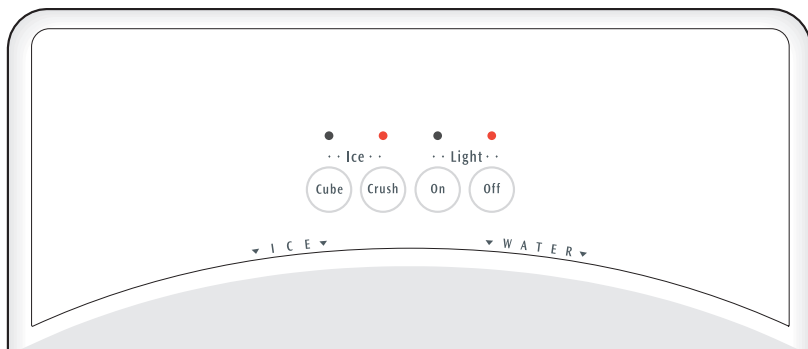 · · Ice · · · · Light · ·
Cube Crush On Off
ICE WATER